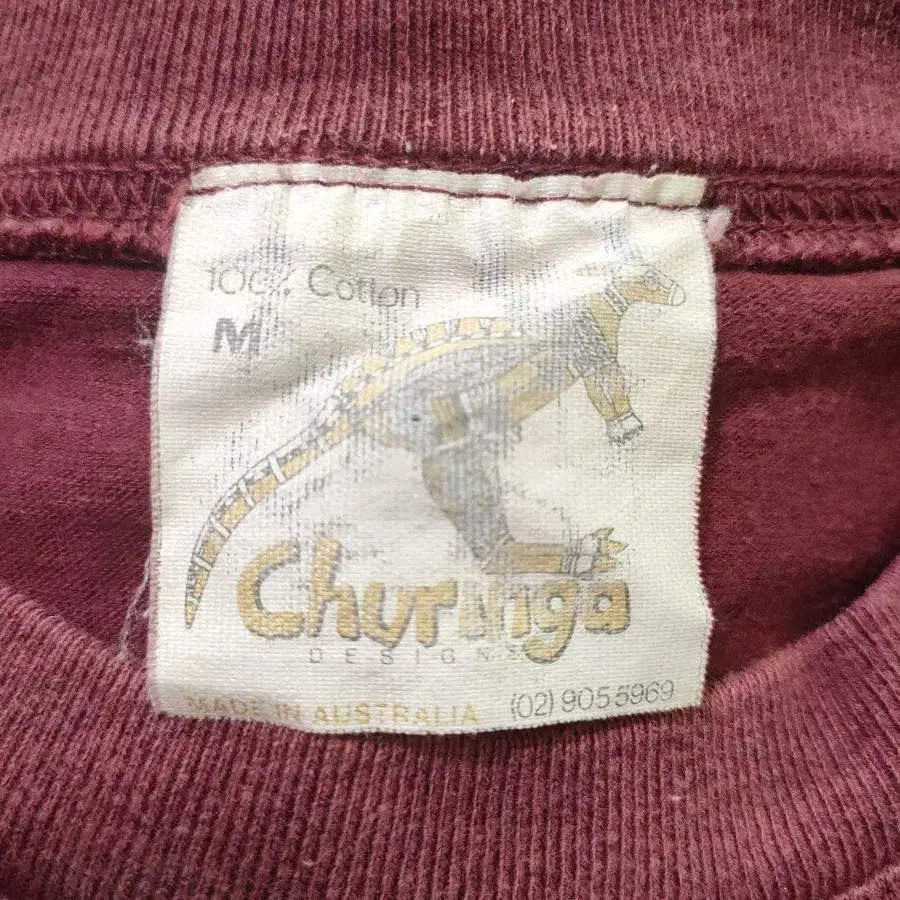 100% Cotton
M
Churinga
DESIGNS
MADE IN AUSTRALIA (02) 905 5969